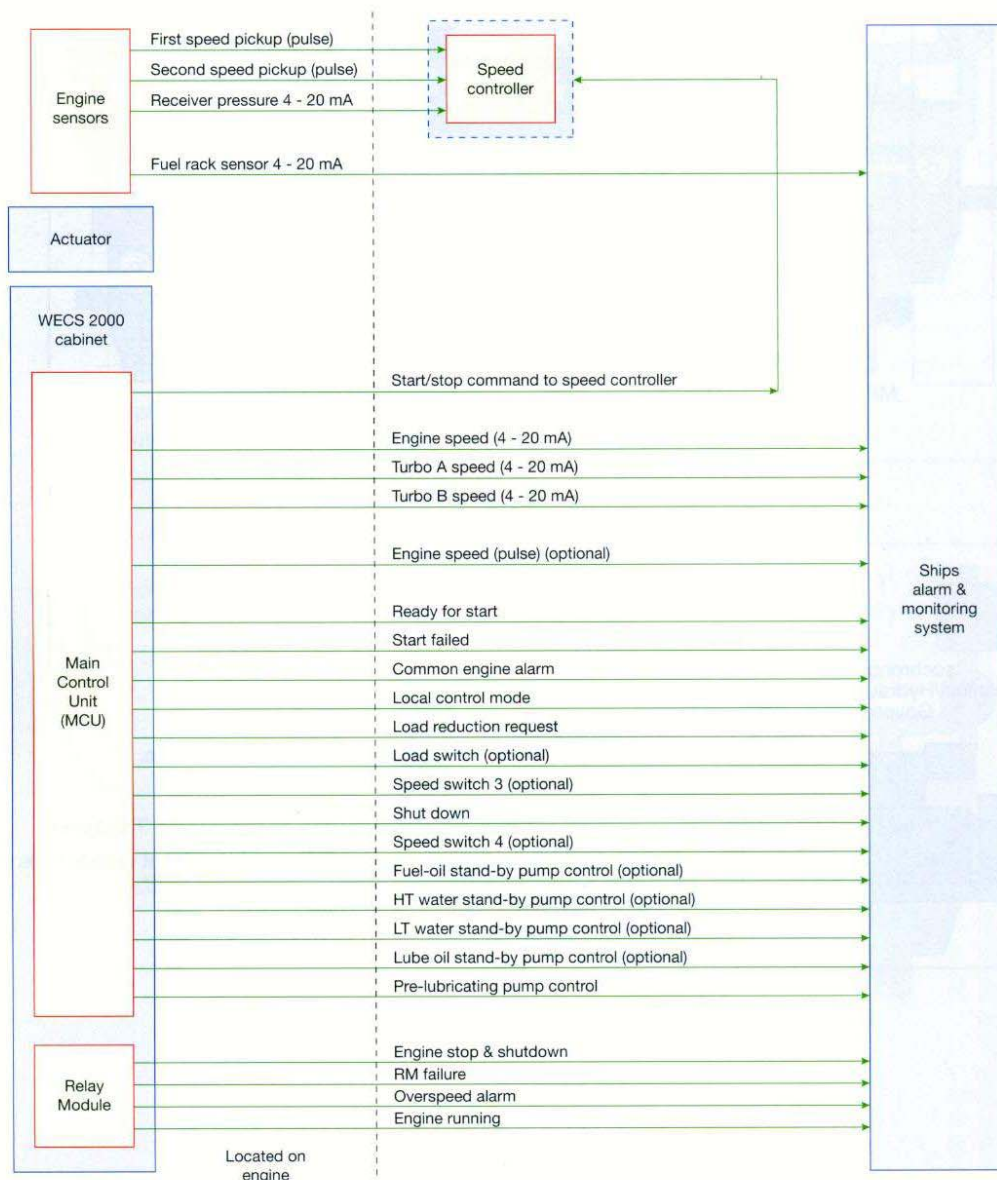 First speed pickup (pulse)
Second speed pickup (pulse)
Receiver pressure 4 - 20 mA
Fuel rack sensor 4 - 20 mA
Engine
sensors
Speed
controller
Actuator
WECS 2000
cabinet
Start/stop command to speed controller
Engine speed (4 - 20 mA)
Turbo A speed (4 - 20 mA)
Turbo B speed (4 - 20 mA)
Engine speed (pulse) (optional)
Ready for start
Start failed
Common engine alarm
Local control mode
Load reduction request
Load switch (optional)
Speed switch 3 (optional)
Shut down
Speed switch 4 (optional)
Fuel-oil stand-by pump control (optional)
HT water stand-by pump control (optional)
LT water stand-by pump control (optional)
Lube oil stand-by pump control (optional)
Pre-lubricating pump control
Main
Control
Unit
(MCU)
Ships
alarm &
monitoring
system
Engine stop & shutdown
RM failure
Overspeed alarm
Engine running
Relay
Module
Located on
engine